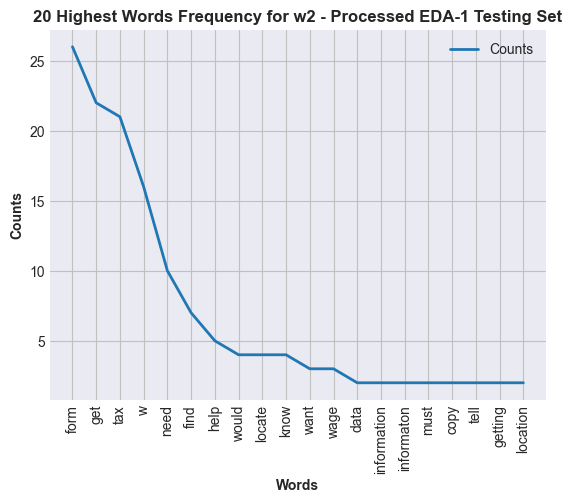 20 Highest Words Frequency for w2 - Processed EDA-1 Testing Set
Counts
25
20
15
10
5
Counts
form
get
tax
w
need
find
help
would
locate
know
want
wage
data
information
informaton
must
copy
tell
getting
location
Words